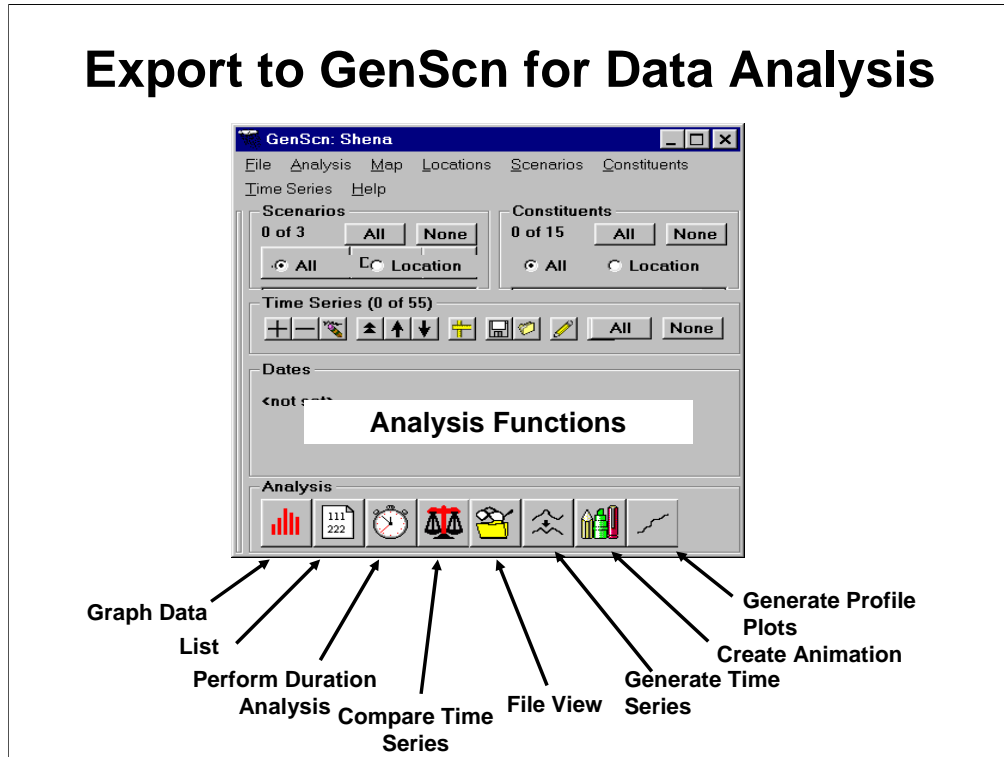 Export to GenScn for Data Analysis
GenScn: Shena
File Analysis Map Locations Scenarios Constituents
Time Series Help
Scenarios
0 of 3 All None
All Location
Constituents
0 of 15 All None
All Location
Time Series (0 of 55)
All None
Dates
<not set>
Analysis Functions
Analysis
111
222
Graph Data
List
Perform Duration
Analysis
Compare Time
Series
File View
Generate Time
Series
Create Animation
Generate Profile
Plots